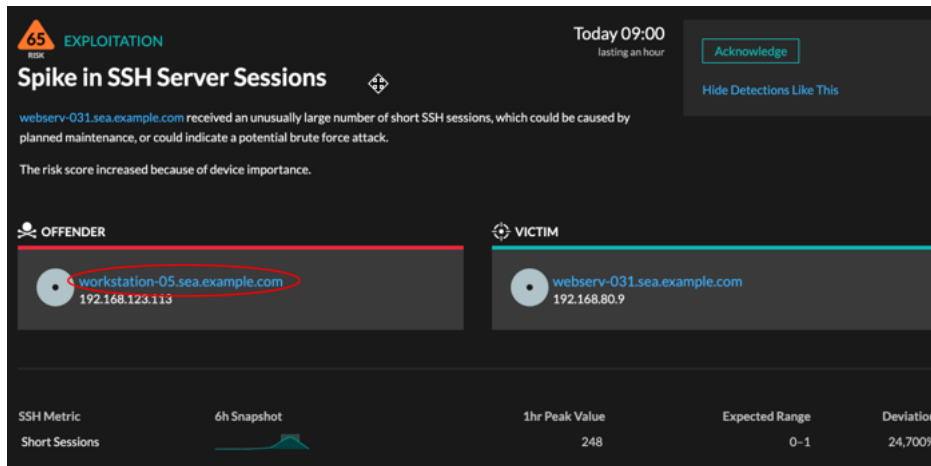 65
RISK
EXPLOITATION
Spike in SSH Server Sessions
Today 09:00
lasting an hour
Acknowledge
Hide Detections Like This
webserv-031.sea.example.com received an unusually large number of short SSH sessions, which could be caused by
planned maintenance, or could indicate a potential brute force attack.
The risk score increased because of device importance.
OFFENDER
workstation-05.sea.example.com
192.168.123.113
VICTIM
webserv-031.sea.example.com
192.168.80.9
SSH Metric 6h Snapshot 1hr Peak Value Expected Range Deviation
Short Sessions 248 0–1 24,700%